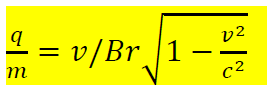 q/m = v/Br√(1 − v²/c²)